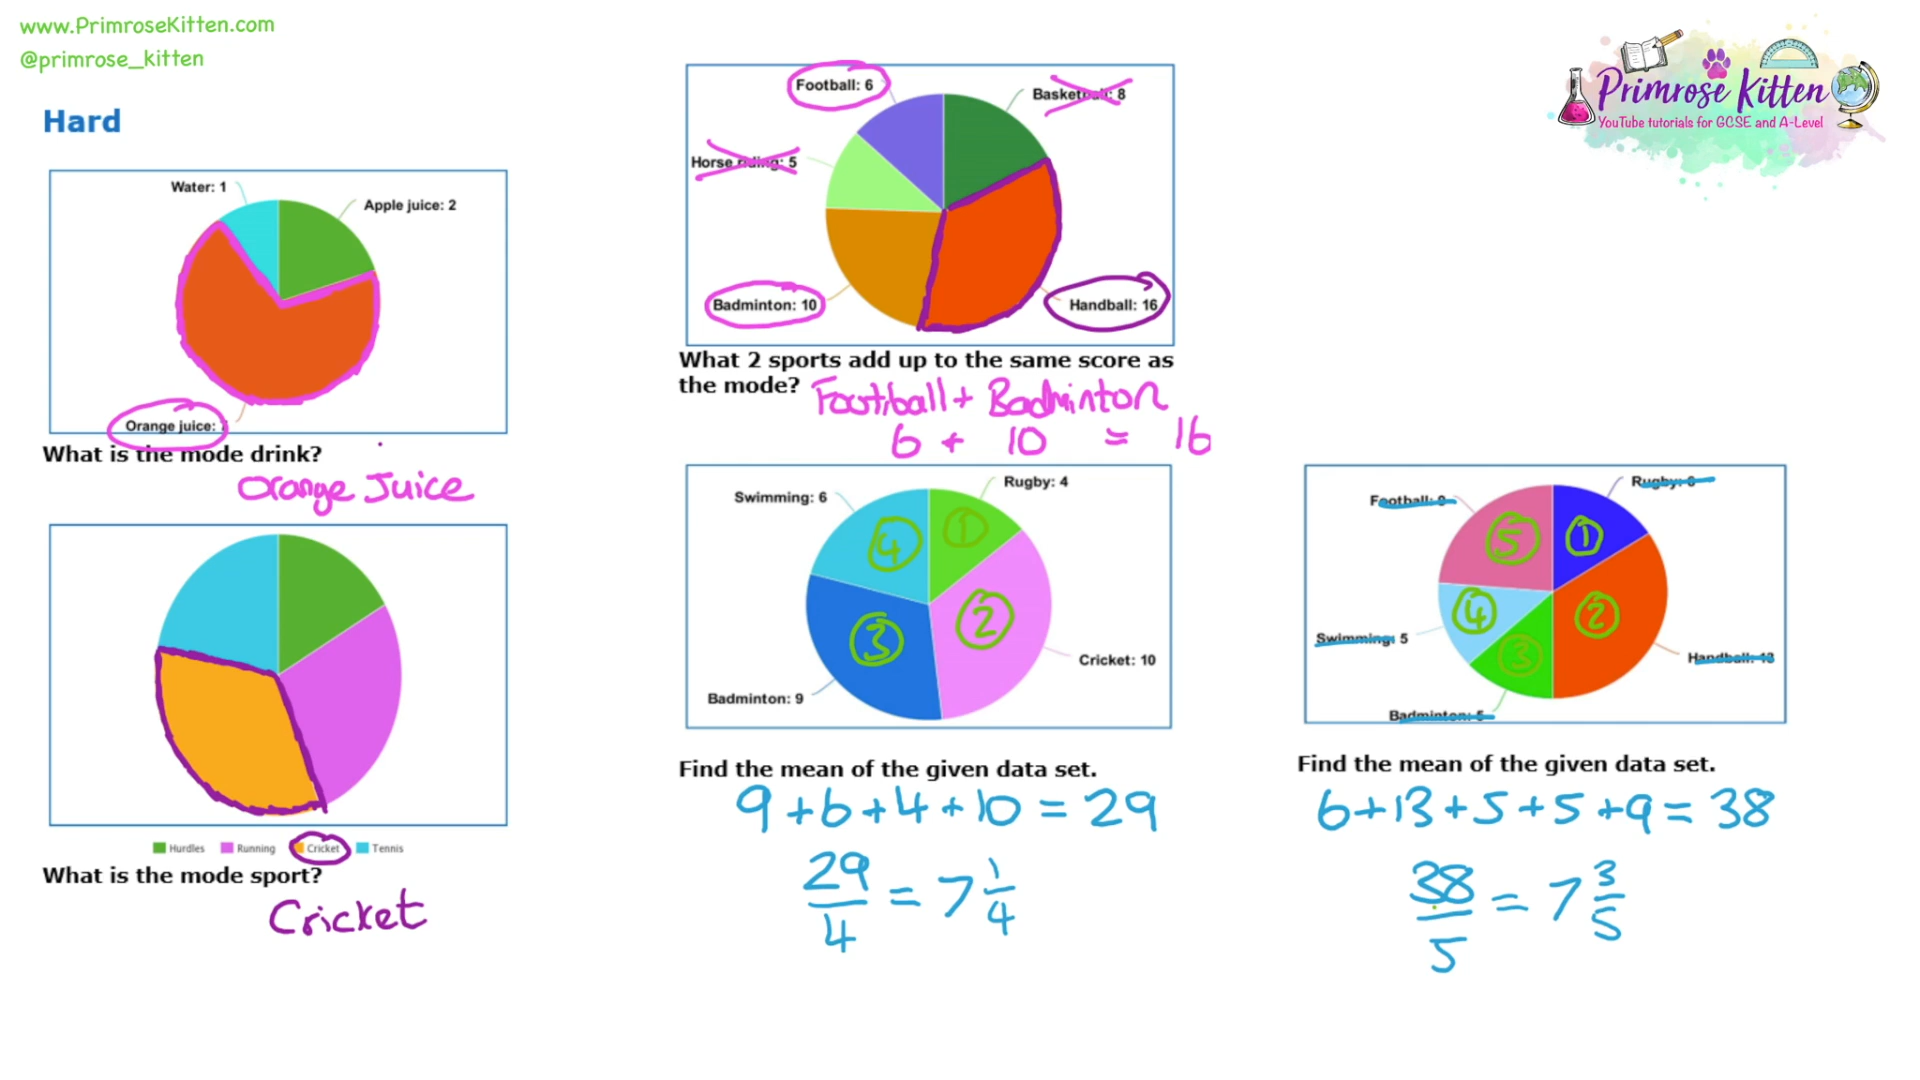 www.PrimroseKitten.com
@primrose_kitten
Primrose Kitten
YouTube tutorials for GCSE and A-Level
Hard
Water: 1
Apple juice: 2
Orange juice:
What is the mode drink?
Orange Juice
Hurdles
Running
Cricket
Tennis
What is the mode sport?
Cricket
Football: 6
Basketball: 8
Horse riding: 5
Badminton: 10
Handball: 16
What 2 sports add up to the same score as
the mode?
Football + Badminton
6 + 10 = 16
Rugby: 4
Swimming: 6
4
1
3
2
Cricket: 10
Badminton: 9
Find the mean of the given data set.
9 + 6 + 4 + 10 = 29
29
4
= 7 1/4
Rugby: 6
Football: 9
5
1
4
2
3
Swimming: 5
Handball: 13
Badminton: 5
Find the mean of the given data set.
6 + 13 + 5 + 5 + 9 = 38
38
5
= 7 3/5